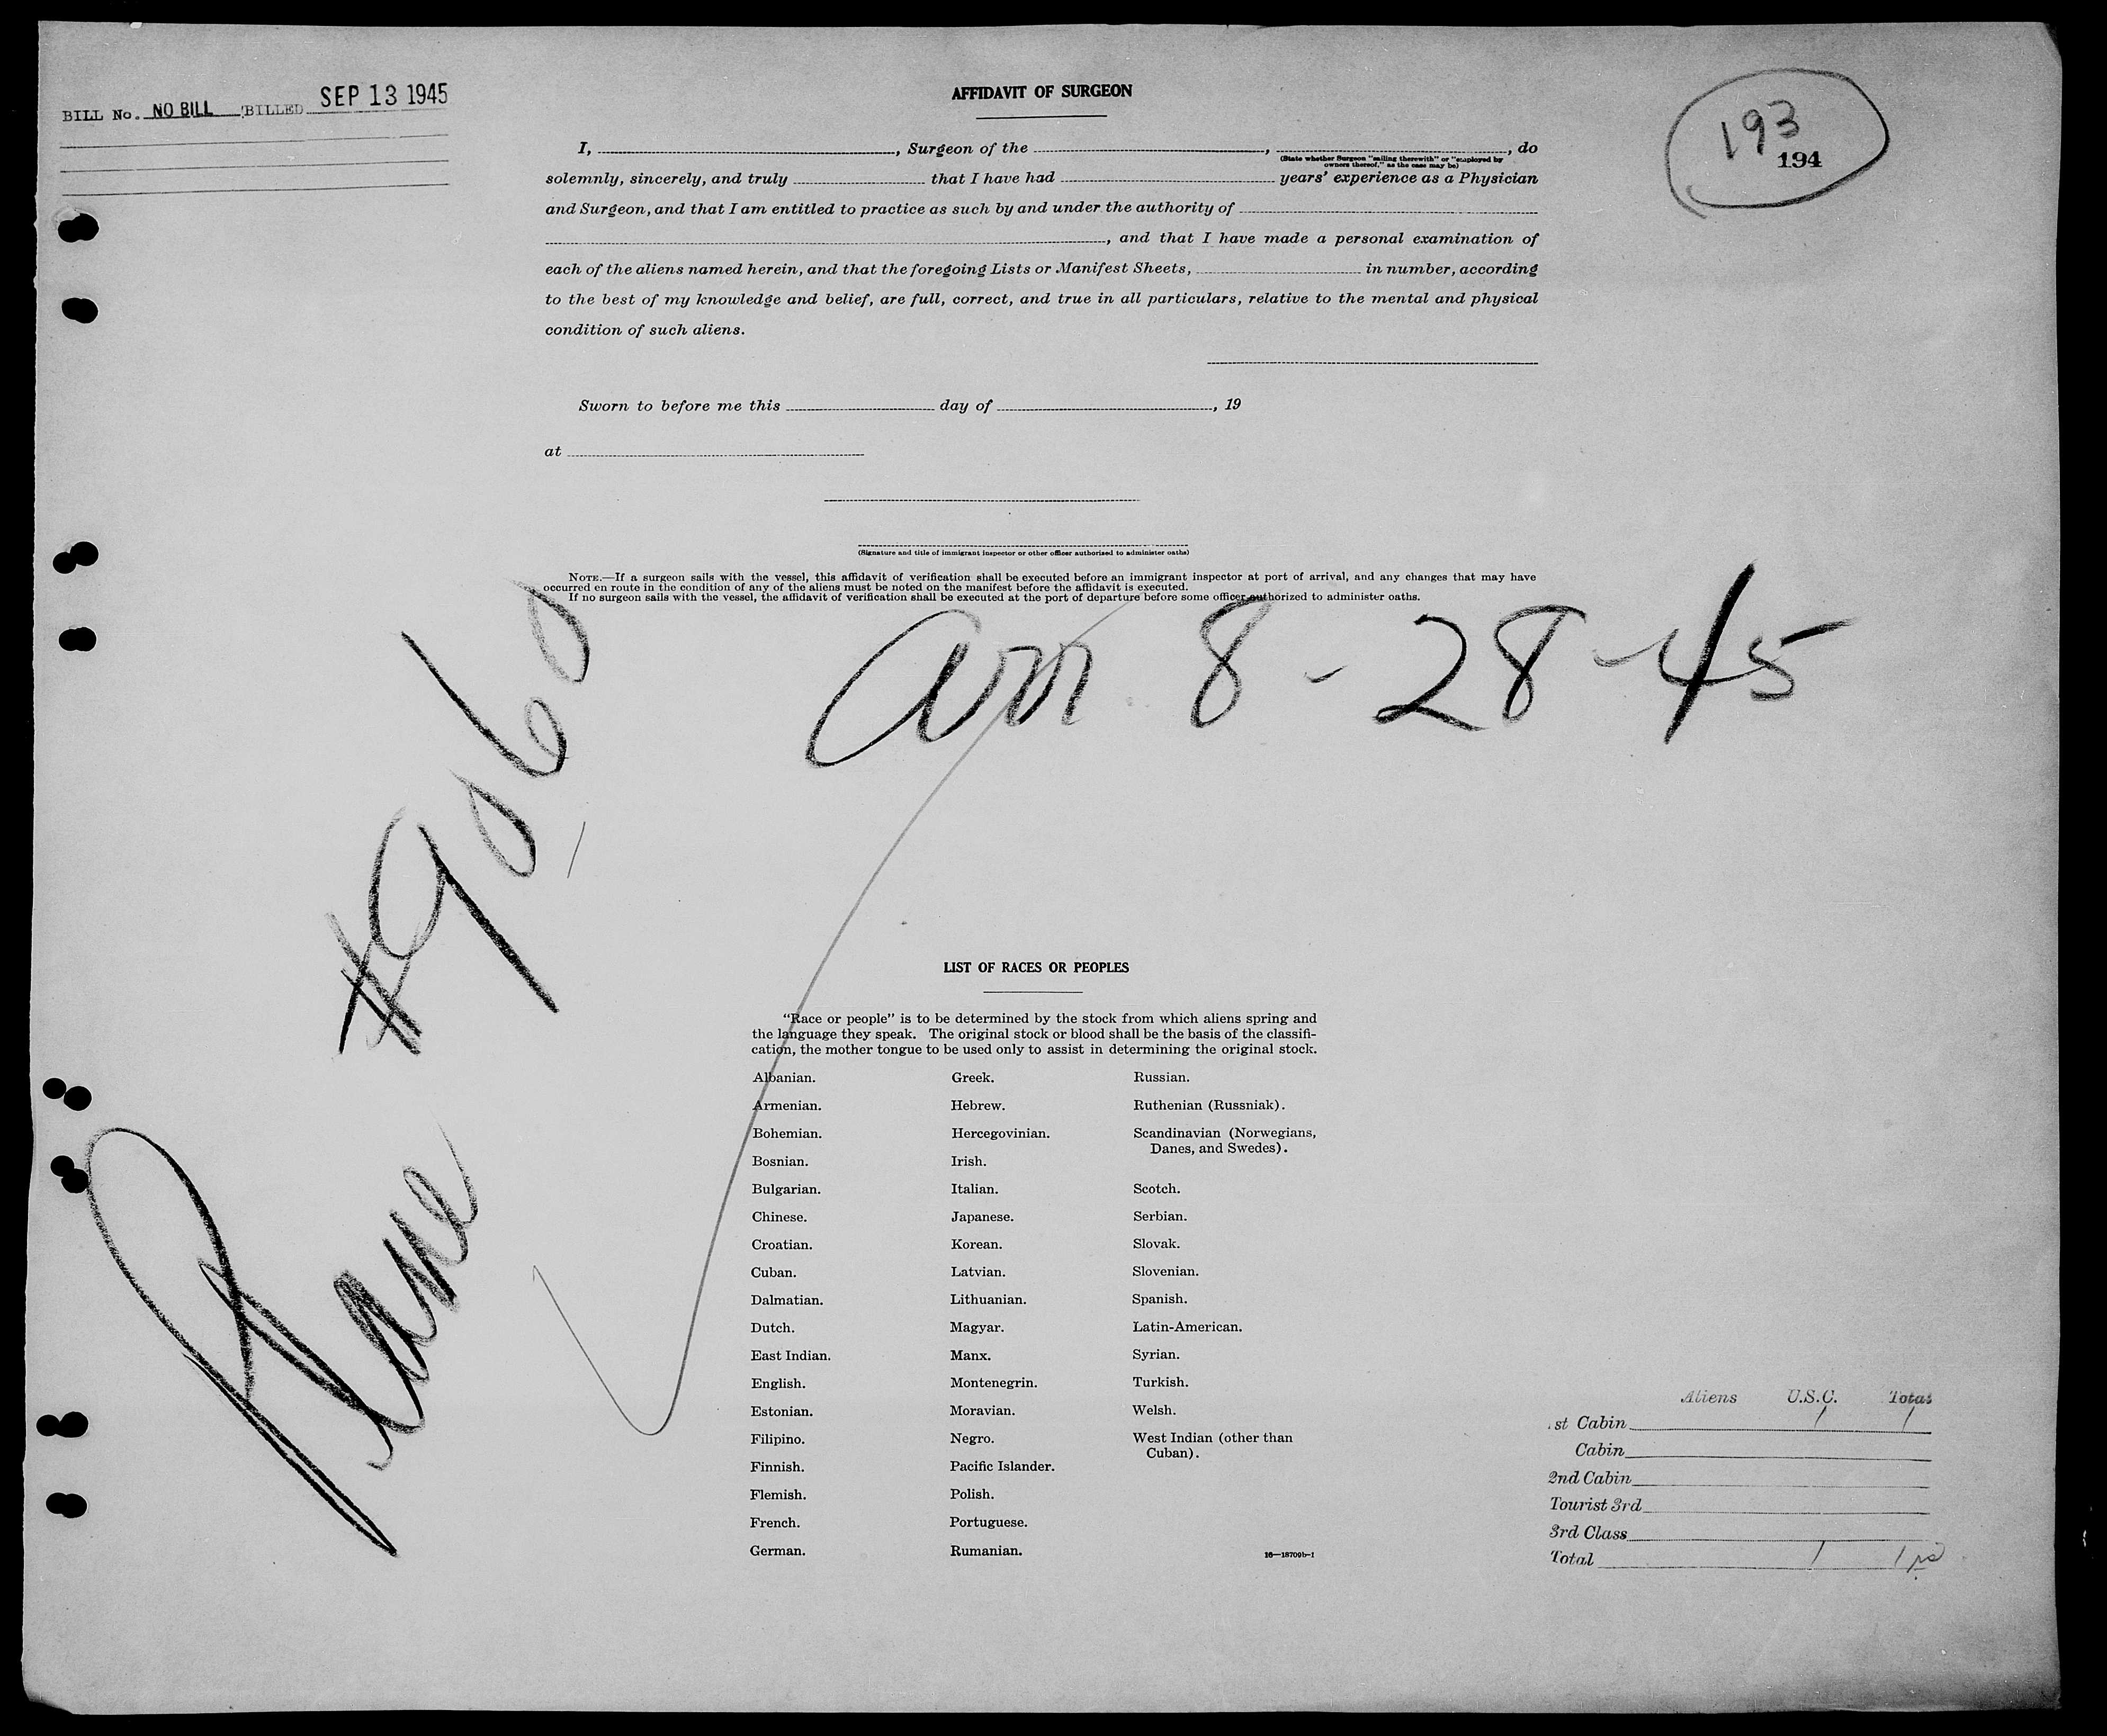 BILL No. NO BILL BILLED SEP 13 1945
193
194
AFFIDAVIT OF SURGEON
I, , Surgeon of the , , do
(State whether Surgeon "sailing therewith" or "employed by
owners thereof," as the case may be)
solemnly, sincerely, and truly that I have had years' experience as a Physician
and Surgeon, and that I am entitled to practice as such by and under the authority of
, and that I have made a personal examination of
each of the aliens named herein, and that the foregoing Lists or Manifest Sheets, in number, according
to the best of my knowledge and belief, are full, correct, and true in all particulars, relative to the mental and physical
condition of such aliens.
Sworn to before me this day of , 19
at
(Signature and title of immigrant inspector or other officer authorized to administer oaths)
NOTE.—If a surgeon sails with the vessel, this affidavit of verification shall be executed before an immigrant inspector at port of arrival, and any changes that may have
occurred en route in the condition of any of the aliens must be noted on the manifest before the affidavit is executed.
If no surgeon sails with the vessel, the affidavit of verification shall be executed at the port of departure before some officer authorized to administer oaths.
arr. 8-28-45
Plane #9060
LIST OF RACES OR PEOPLES
"Race or people" is to be determined by the stock from which aliens spring and
the language they speak. The original stock or blood shall be the basis of the classifi-
cation, the mother tongue to be used only to assist in determining the original stock.
Albanian.
Armenian.
Bohemian.
Bosnian.
Bulgarian.
Chinese.
Croatian.
Cuban.
Dalmatian.
Dutch.
East Indian.
English.
Estonian.
Filipino.
Finnish.
Flemish.
French.
German.
Greek.
Hebrew.
Hercegovinian.
Irish.
Italian.
Japanese.
Korean.
Latvian.
Lithuanian.
Magyar.
Manx.
Montenegrin.
Moravian.
Negro.
Pacific Islander.
Polish.
Portuguese.
Rumanian.
Russian.
Ruthenian (Russniak).
Scandinavian (Norwegians,
Danes, and Swedes).
Scotch.
Serbian.
Slovak.
Slovenian.
Spanish.
Latin-American.
Syrian.
Turkish.
Welsh.
West Indian (other than
Cuban).
16—18709b-1
Aliens U.S.C. Total
1st Cabin 1 1
Cabin
2nd Cabin
Tourist 3rd
3rd Class
Total 1 1